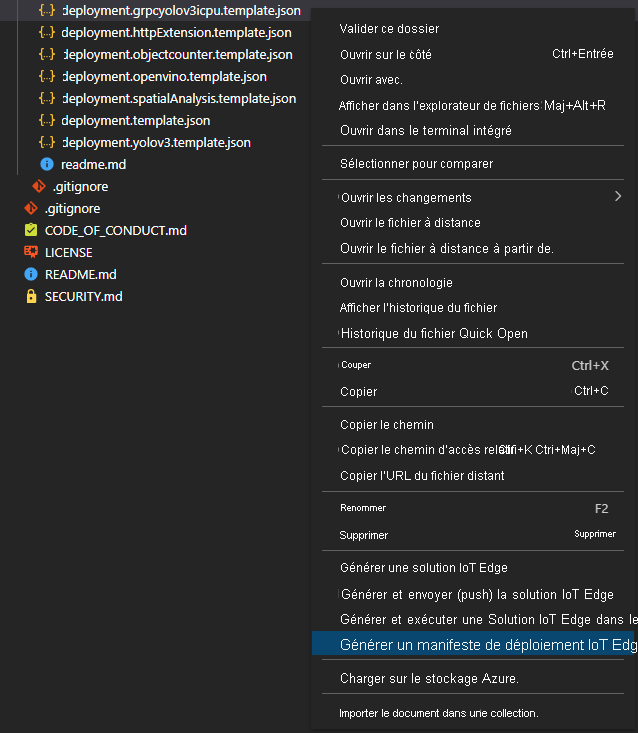 {..} deployment.grpcyolov3icpu.template.json
{..} deployment.httpExtension.template.json
{..} deployment.objectcounter.template.json
{..} deployment.openvino.template.json
{..} deployment.spatialAnalysis.template.json
{..} deployment.template.json
{..} deployment.yolov3.template.json
readme.md
.gitignore
.gitignore
CODE_OF_CONDUCT.md
LICENSE
README.md
SECURITY.md
Valider ce dossier
Ouvrir sur le côté Ctrl+Entrée
Ouvrir avec.
Afficher dans l'explorateur de fichiers Maj+Alt+R
Ouvrir dans le terminal intégré
Sélectionner pour comparer
Ouvrir les changements
Ouvrir le fichier à distance
Ouvrir le fichier à distance à partir de.
Ouvrir la chronologie
Afficher l'historique du fichier
Historique du fichier Quick Open
Couper Ctrl+X
Copier Ctrl+C
Copier le chemin
Copier le chemin d'accès relatif Ctrl+K Ctrl+Maj+C
Copier l'URL du fichier distant
Renommer F2
Supprimer Supprimer
Générer une solution IoT Edge
Générer et envoyer (push) la solution IoT Edge
Générer et exécuter une Solution IoT Edge dans le
Générer un manifeste de déploiement IoT Edg
Charger sur le stockage Azure.
Importer le document dans une collection.